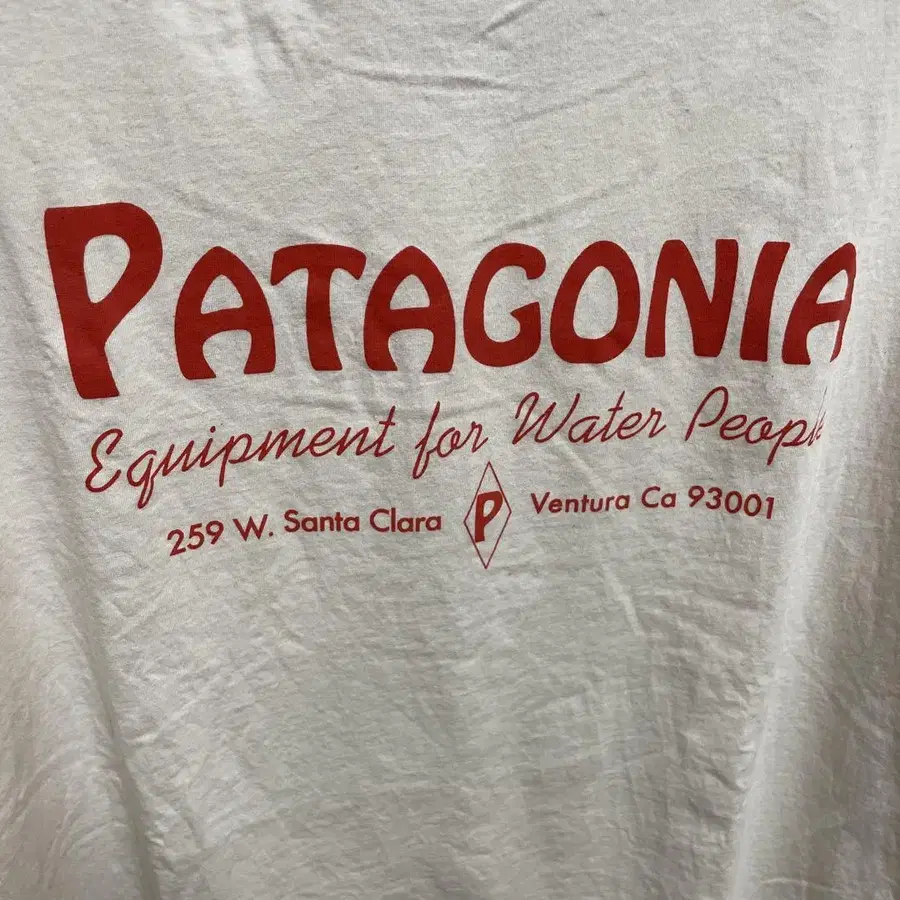 PATAGONIA
Equipment for Water People
259 W. Santa Clara P Ventura Ca 93001